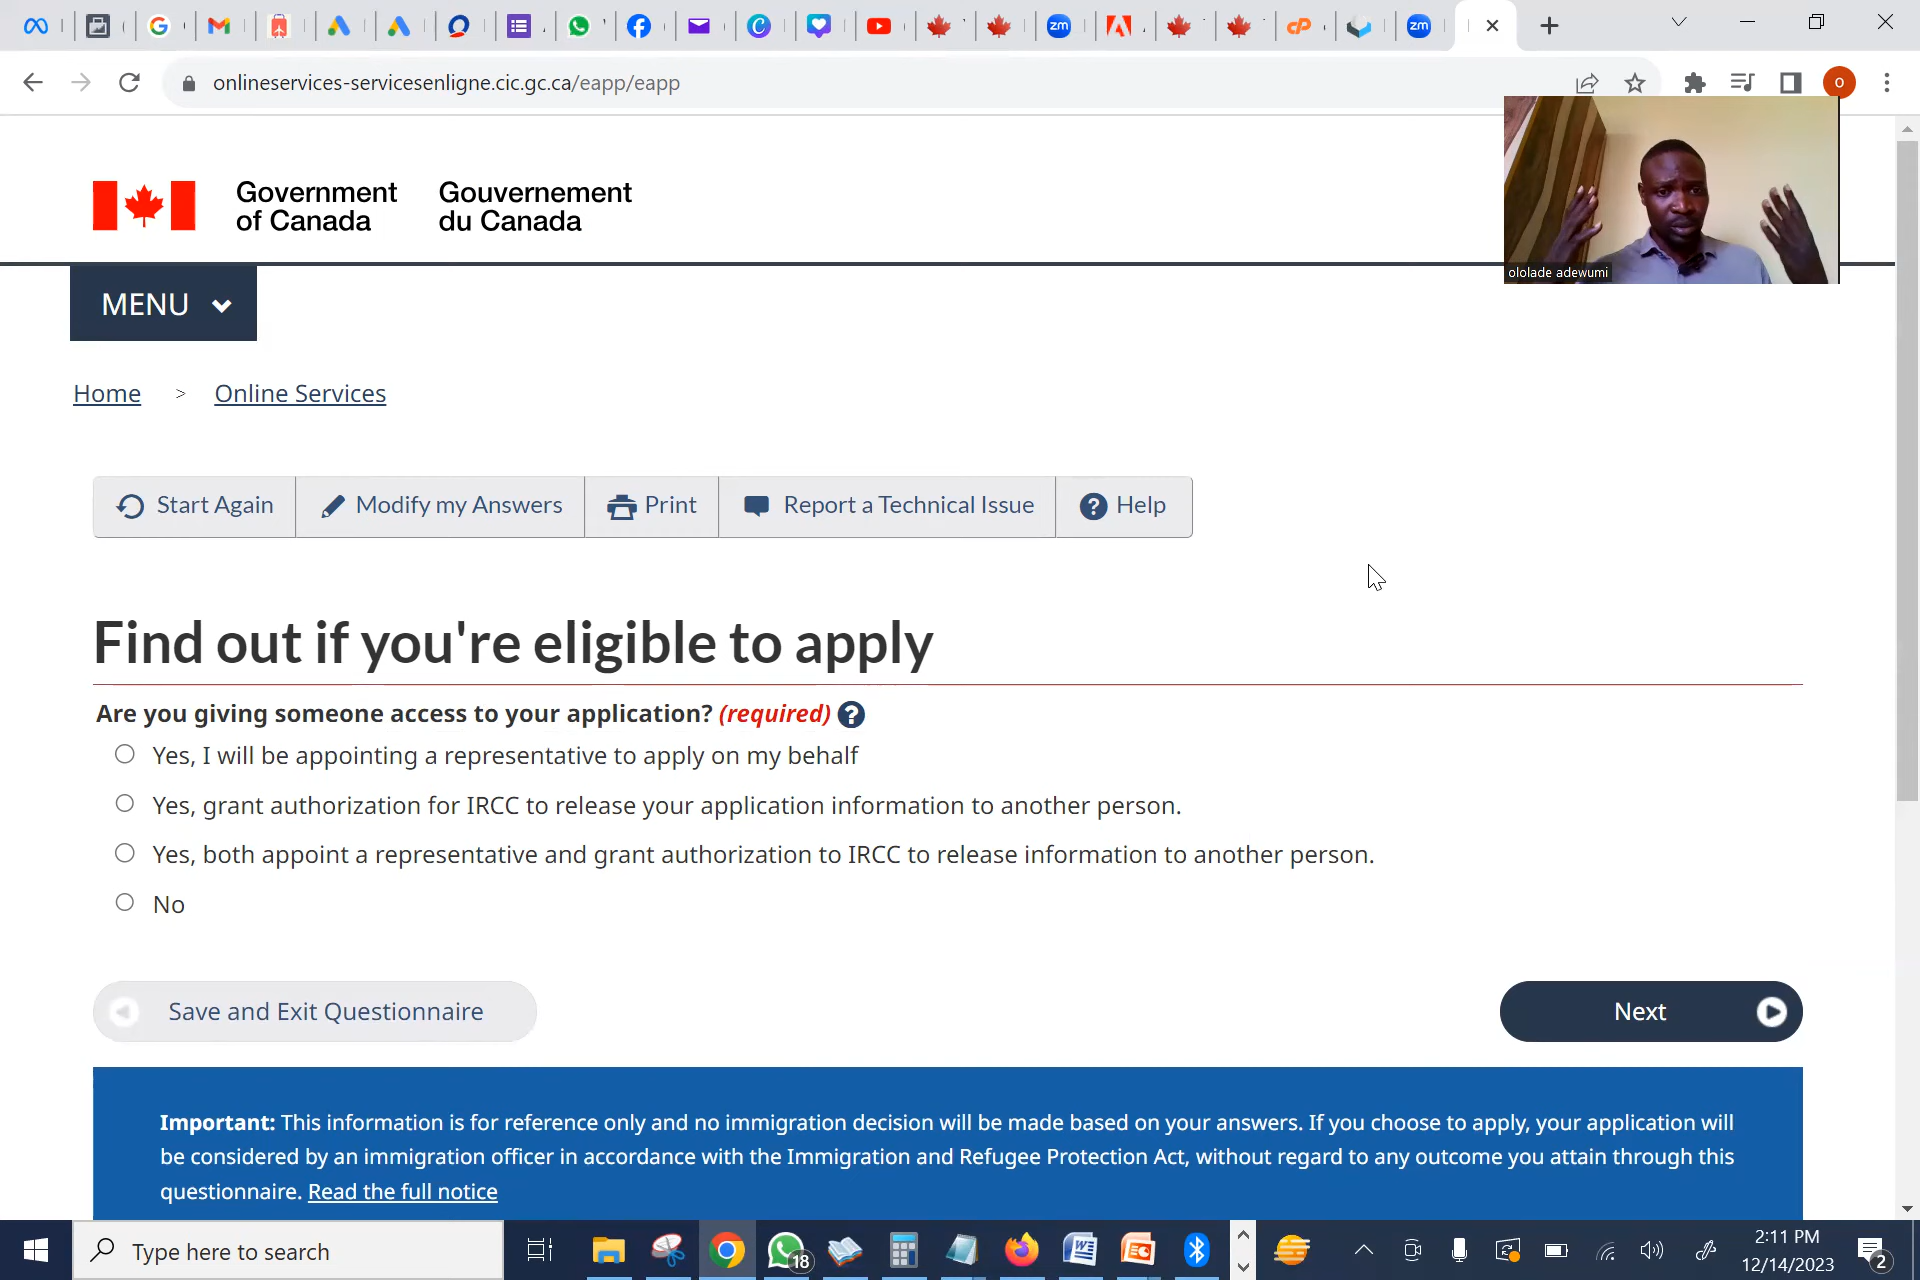 onlineservices-servicesenligne.cic.gc.ca/eapp/eapp
Government of Canada
Gouvernement du Canada
ololade adewumi
MENU
Home > Online Services
Start Again
Modify my Answers
Print
Report a Technical Issue
Help
Find out if you're eligible to apply
Are you giving someone access to your application? (required)
Yes, I will be appointing a representative to apply on my behalf
Yes, grant authorization for IRCC to release your application information to another person.
Yes, both appoint a representative and grant authorization to IRCC to release information to another person.
No
Save and Exit Questionnaire
Next
Important: This information is for reference only and no immigration decision will be made based on your answers. If you choose to apply, your application will
be considered by an immigration officer in accordance with the Immigration and Refugee Protection Act, without regard to any outcome you attain through this
questionnaire. Read the full notice
Type here to search
18
2:11 PM
12/14/2023
2